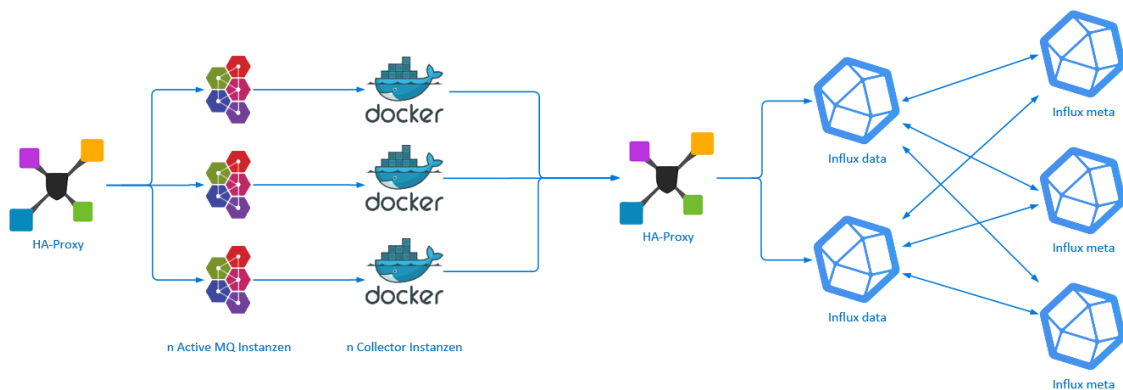 HA-Proxy
docker
docker
docker
n Active MQ Instanzen
n Collector Instanzen
HA-Proxy
Influx data
Influx data
Influx meta
Influx meta
Influx meta